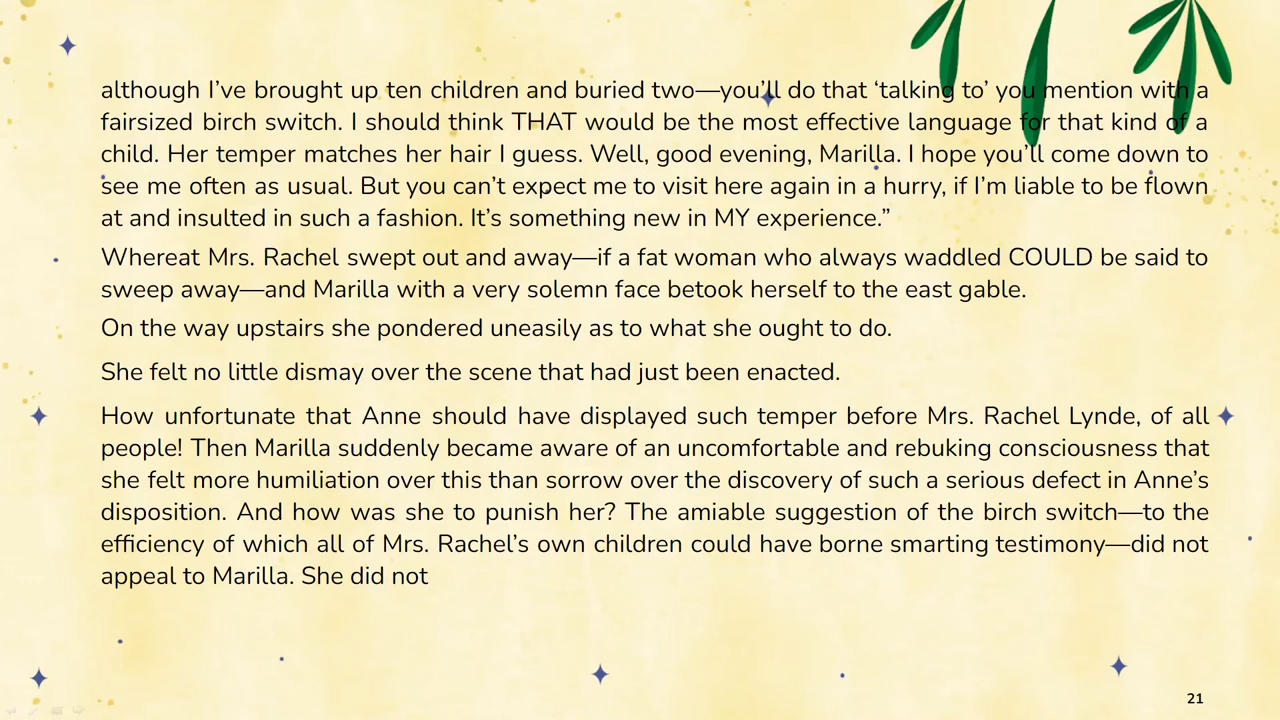 although I’ve brought up ten children and buried two—you’ll do that ‘talking to’ you mention with a
fairsized birch switch. I should think THAT would be the most effective language for that kind of a
child. Her temper matches her hair I guess. Well, good evening, Marilla. I hope you’ll come down to
see me often as usual. But you can’t expect me to visit here again in a hurry, if I’m liable to be flown
at and insulted in such a fashion. It’s something new in MY experience.”
Whereat Mrs. Rachel swept out and away—if a fat woman who always waddled COULD be said to
sweep away—and Marilla with a very solemn face betook herself to the east gable.
On the way upstairs she pondered uneasily as to what she ought to do.
She felt no little dismay over the scene that had just been enacted.
How unfortunate that Anne should have displayed such temper before Mrs. Rachel Lynde, of all
people! Then Marilla suddenly became aware of an uncomfortable and rebuking consciousness that
she felt more humiliation over this than sorrow over the discovery of such a serious defect in Anne’s
disposition. And how was she to punish her? The amiable suggestion of the birch switch—to the
efficiency of which all of Mrs. Rachel’s own children could have borne smarting testimony—did not
appeal to Marilla. She did not
21